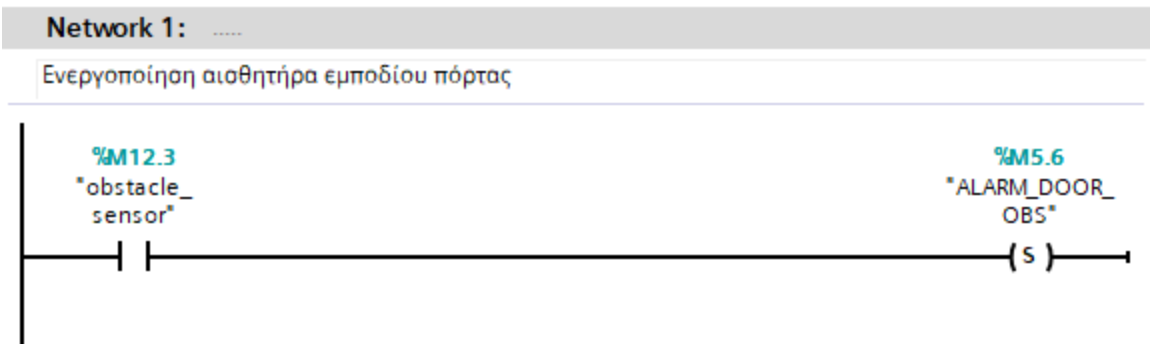 Network 1: .....
Ενεργοποίηση αισθητήρα εμποδίου πόρτας
%M12.3
"obstacle_
sensor"
%M5.6
"ALARM_DOOR_
OBS"
S